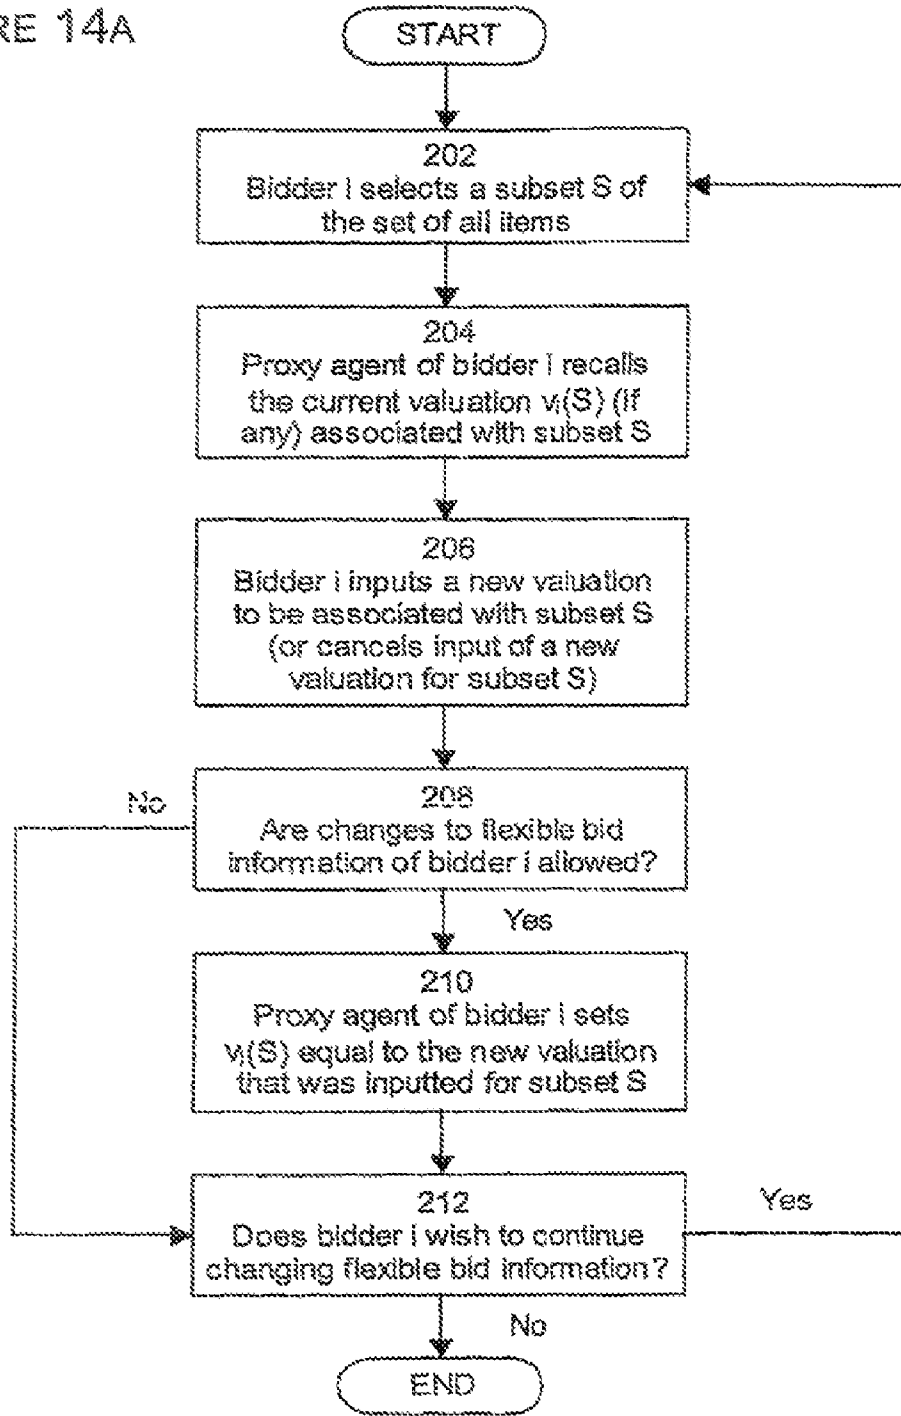 RE 14A
START
202
Bidder i selects a subset S of
the set of all items
204
Proxy agent of bidder i recalls
the current valuation vi(S) (if
any) associated with subset S
206
Bidder i inputs a new valuation
to be associated with subset S
(or cancels input of a new
valuation for subset S)
No
208
Are changes to flexible bid
information of bidder i allowed?
Yes
210
Proxy agent of bidder i sets
vi(S) equal to the new valuation
that was inputted for subset S
212
Does bidder i wish to continue
changing flexible bid information?
Yes
No
END